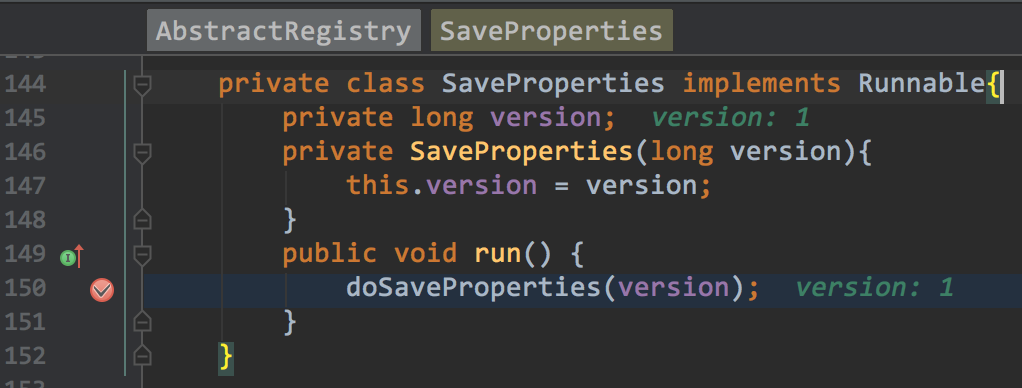 AbstractRegistry SaveProperties
144 private class SaveProperties implements Runnable{
145 private long version; version: 1
146 private SaveProperties(long version){
147 this.version = version;
148 }
149 public void run() {
150 doSaveProperties(version); version: 1
151 }
152 }